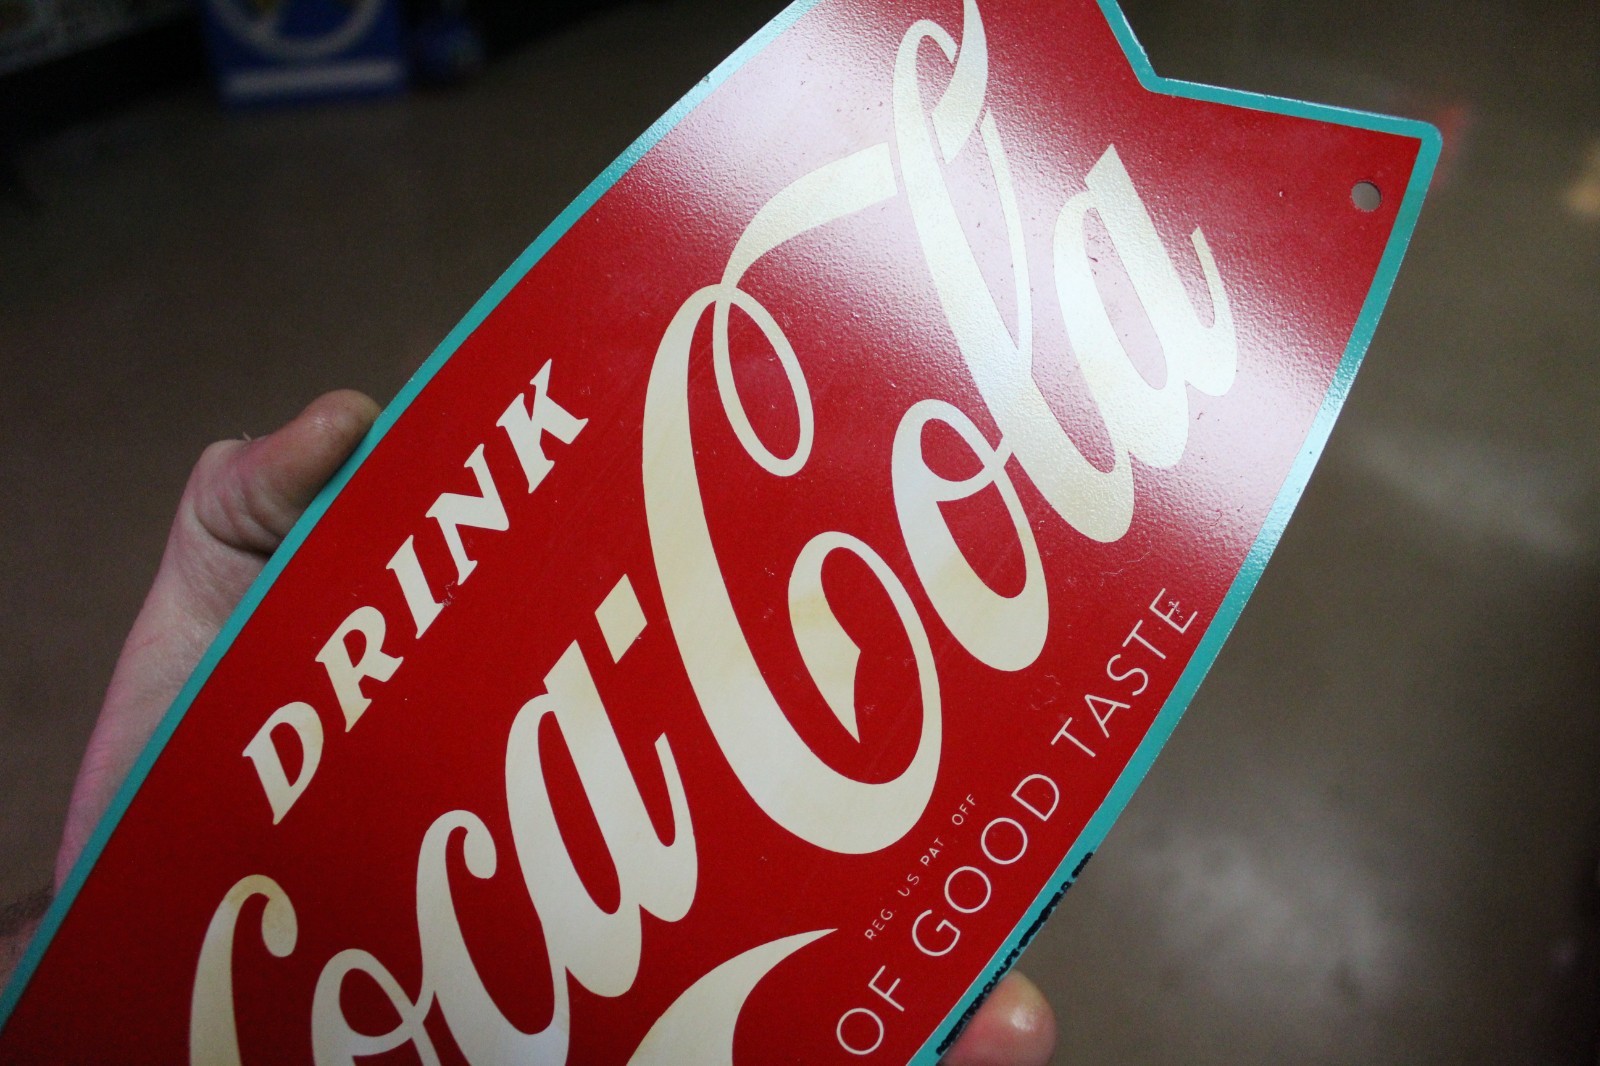 DRINK
Coca-Cola
REG. US PAT OFF
OF GOOD TASTE